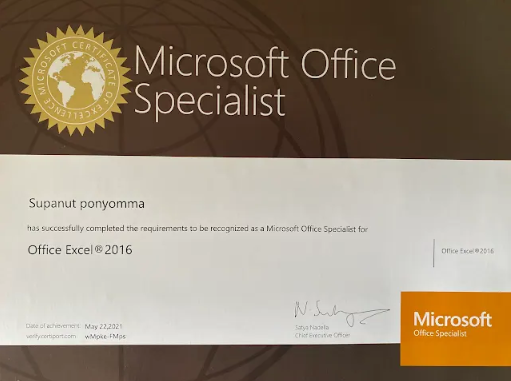 MICROSOFT CERTIFICATE OF EXCELLENCE
Microsoft Office
Specialist
Supanut ponyomma
has successfully completed the requirements to be recognized as a Microsoft Office Specialist for
Office Excel®2016
Office Excel®2016
Date of achievement: May 27,2021
verify.certiport.com wMpke-FMps
Satya Nadella
Chief Executive Officer
Microsoft
Office Specialist